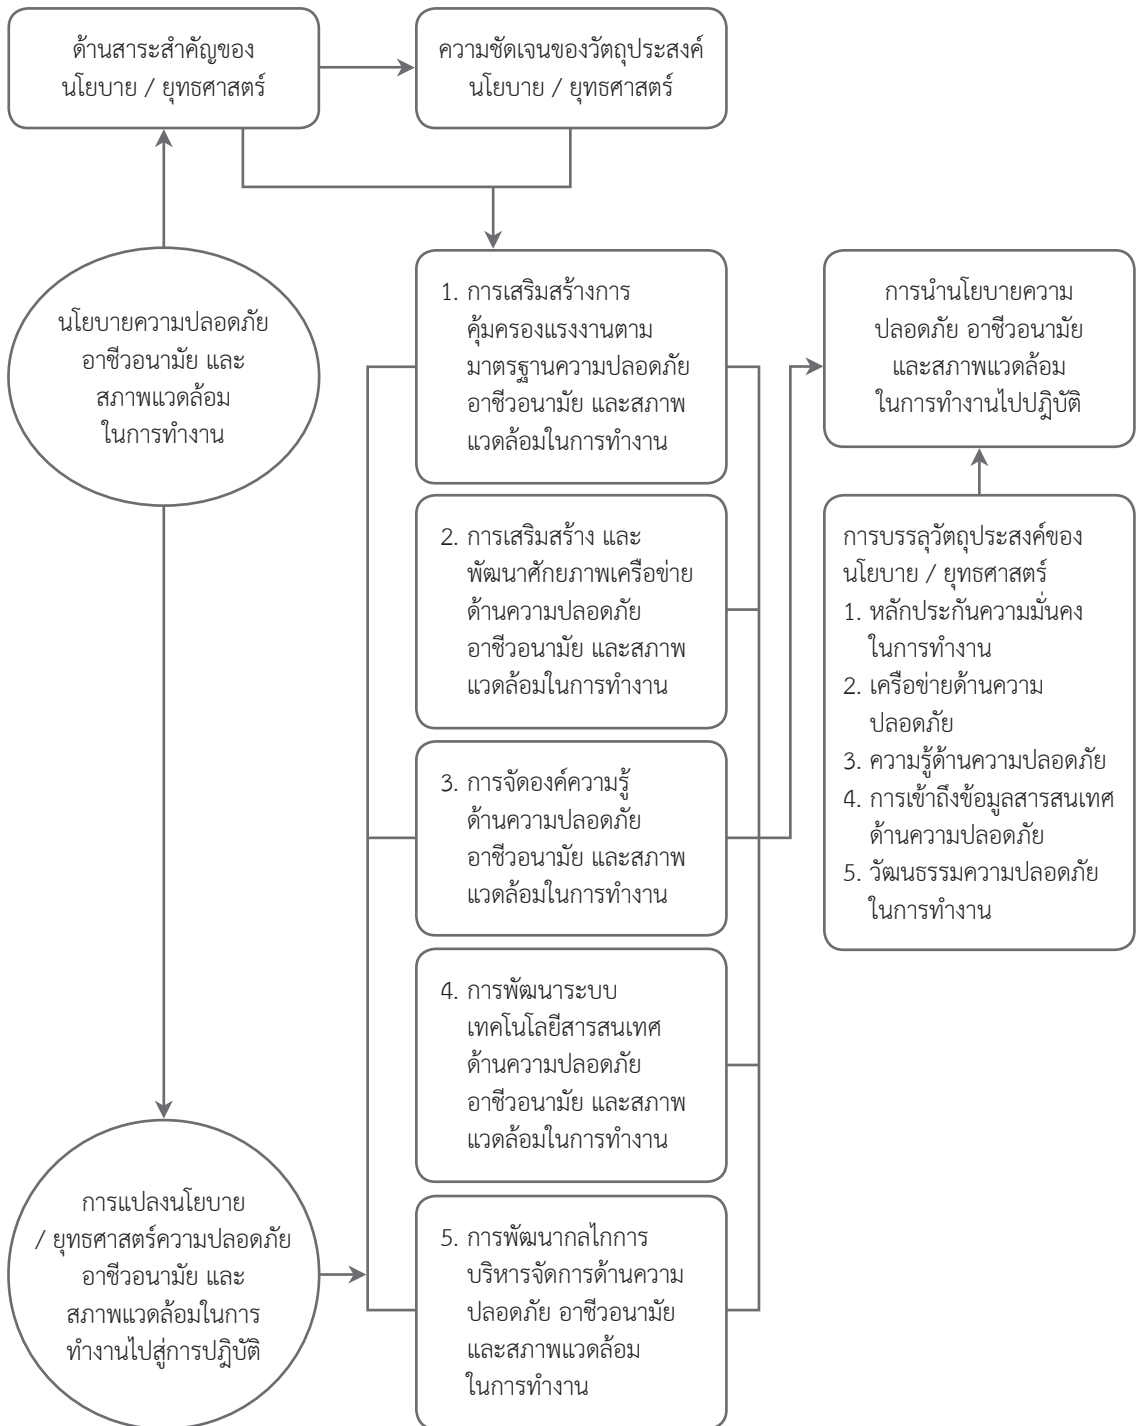 ด้านสาระสำคัญของ
นโยบาย / ยุทธศาสตร์
ความชัดเจนของวัตถุประสงค์
นโยบาย / ยุทธศาสตร์
นโยบายความปลอดภัย
อาชีวอนามัย และ
สภาพแวดล้อม
ในการทำงาน
1. การเสริมสร้างการ
คุ้มครองแรงงานตาม
มาตรฐานความปลอดภัย
อาชีวอนามัย และสภาพ
แวดล้อมในการทำงาน
2. การเสริมสร้าง และ
พัฒนาศักยภาพเครือข่าย
ด้านความปลอดภัย
อาชีวอนามัย และสภาพ
แวดล้อมในการทำงาน
3. การจัดองค์ความรู้
ด้านความปลอดภัย
อาชีวอนามัย และสภาพ
แวดล้อมในการทำงาน
4. การพัฒนาระบบ
เทคโนโลยีสารสนเทศ
ด้านความปลอดภัย
อาชีวอนามัย และสภาพ
แวดล้อมในการทำงาน
5. การพัฒนากลไกการ
บริหารจัดการด้านความ
ปลอดภัย อาชีวอนามัย
และสภาพแวดล้อม
ในการทำงาน
การนำนโยบายความ
ปลอดภัย อาชีวอนามัย
และสภาพแวดล้อม
ในการทำงานไปปฎิบัติ
การบรรลุวัตถุประสงค์ของ
นโยบาย / ยุทธศาสตร์
1. หลักประกันความมั่นคง
ในการทำงาน
2. เครือข่ายด้านความ
ปลอดภัย
3. ความรู้ด้านความปลอดภัย
4. การเข้าถึงข้อมูลสารสนเทศ
ด้านความปลอดภัย
5. วัฒนธรรมความปลอดภัย
ในการทำงาน
การแปลงนโยบาย
/ ยุทธศาสตร์ความปลอดภัย
อาชีวอนามัย และ
สภาพแวดล้อมในการ
ทำงานไปสู่การปฎิบัติ